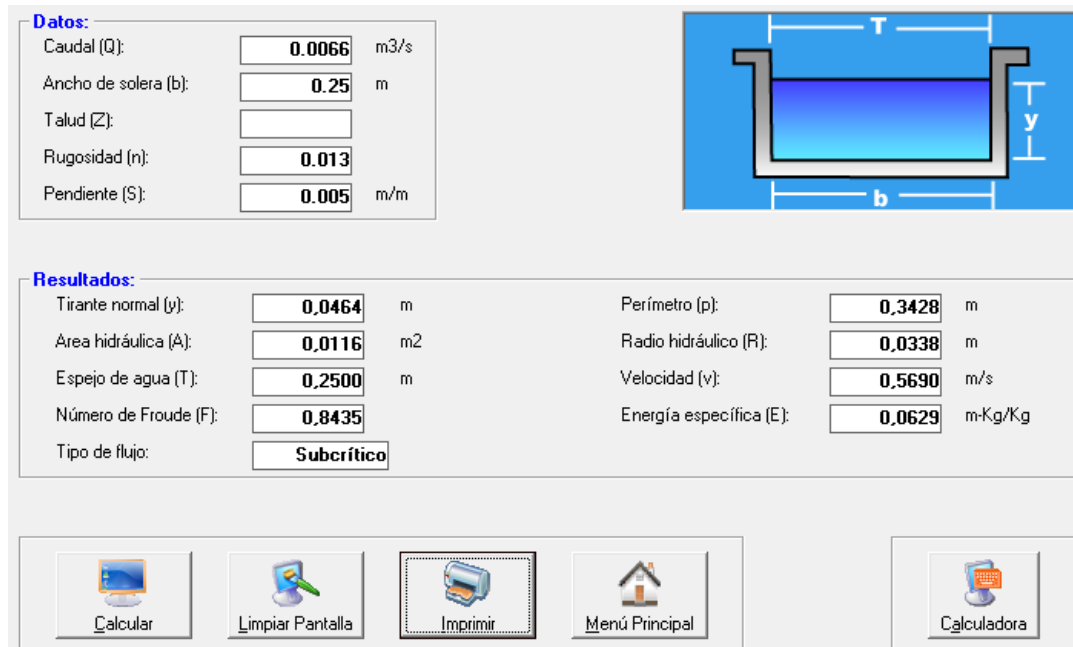 Datos:
Caudal (Q): 0.0066 m3/s
Ancho de solera (b): 0.25 m
Talud (Z):
Rugosidad (n): 0.013
Pendiente (S): 0.005 m/m
T
y
b
Resultados:
Tirante normal (y): 0,0464 m Perímetro (p): 0,3428 m
Area hidráulica (A): 0,0116 m2 Radio hidráulico (R): 0,0338 m
Espejo de agua (T): 0,2500 m Velocidad (v): 0,5690 m/s
Número de Froude (F): 0,8435 Energía específica (E): 0,0629 m-Kg/Kg
Tipo de flujo: Subcrítico
Calcular Limpiar Pantalla Imprimir Menú Principal Calculadora